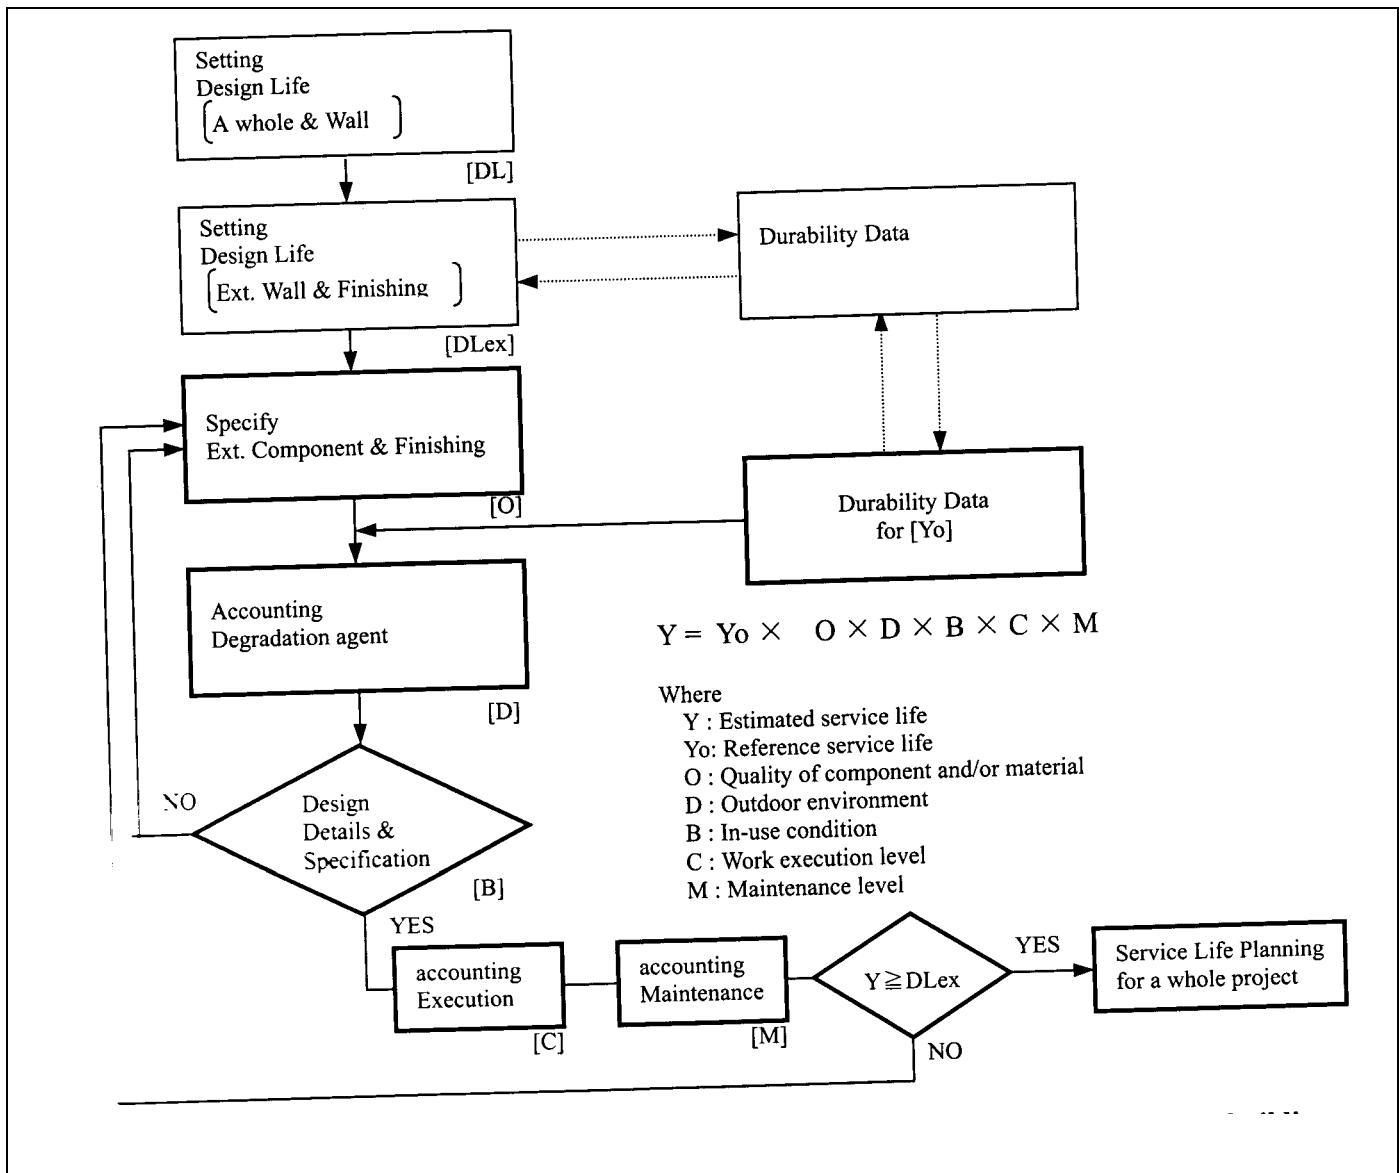 Setting
Design Life
A whole & Wall
[DL]
Setting
Design Life
Ext. Wall & Finishing
[DLex]
Durability Data
Specify
Ext. Component & Finishing
[O]
Durability Data
for [Yo]
Accounting
Degradation agent
[D]
Y = Yo × O × D × B × C × M
Where
Y : Estimated service life
Yo: Reference service life
O : Quality of component and/or material
D : Outdoor environment
B : In-use condition
C : Work execution level
M : Maintenance level
NO
Design
Details &
Specification
[B]
YES
accounting
Execution
[C]
accounting
Maintenance
[M]
Y≧DLex
YES
Service Life Planning
for a whole project
NO